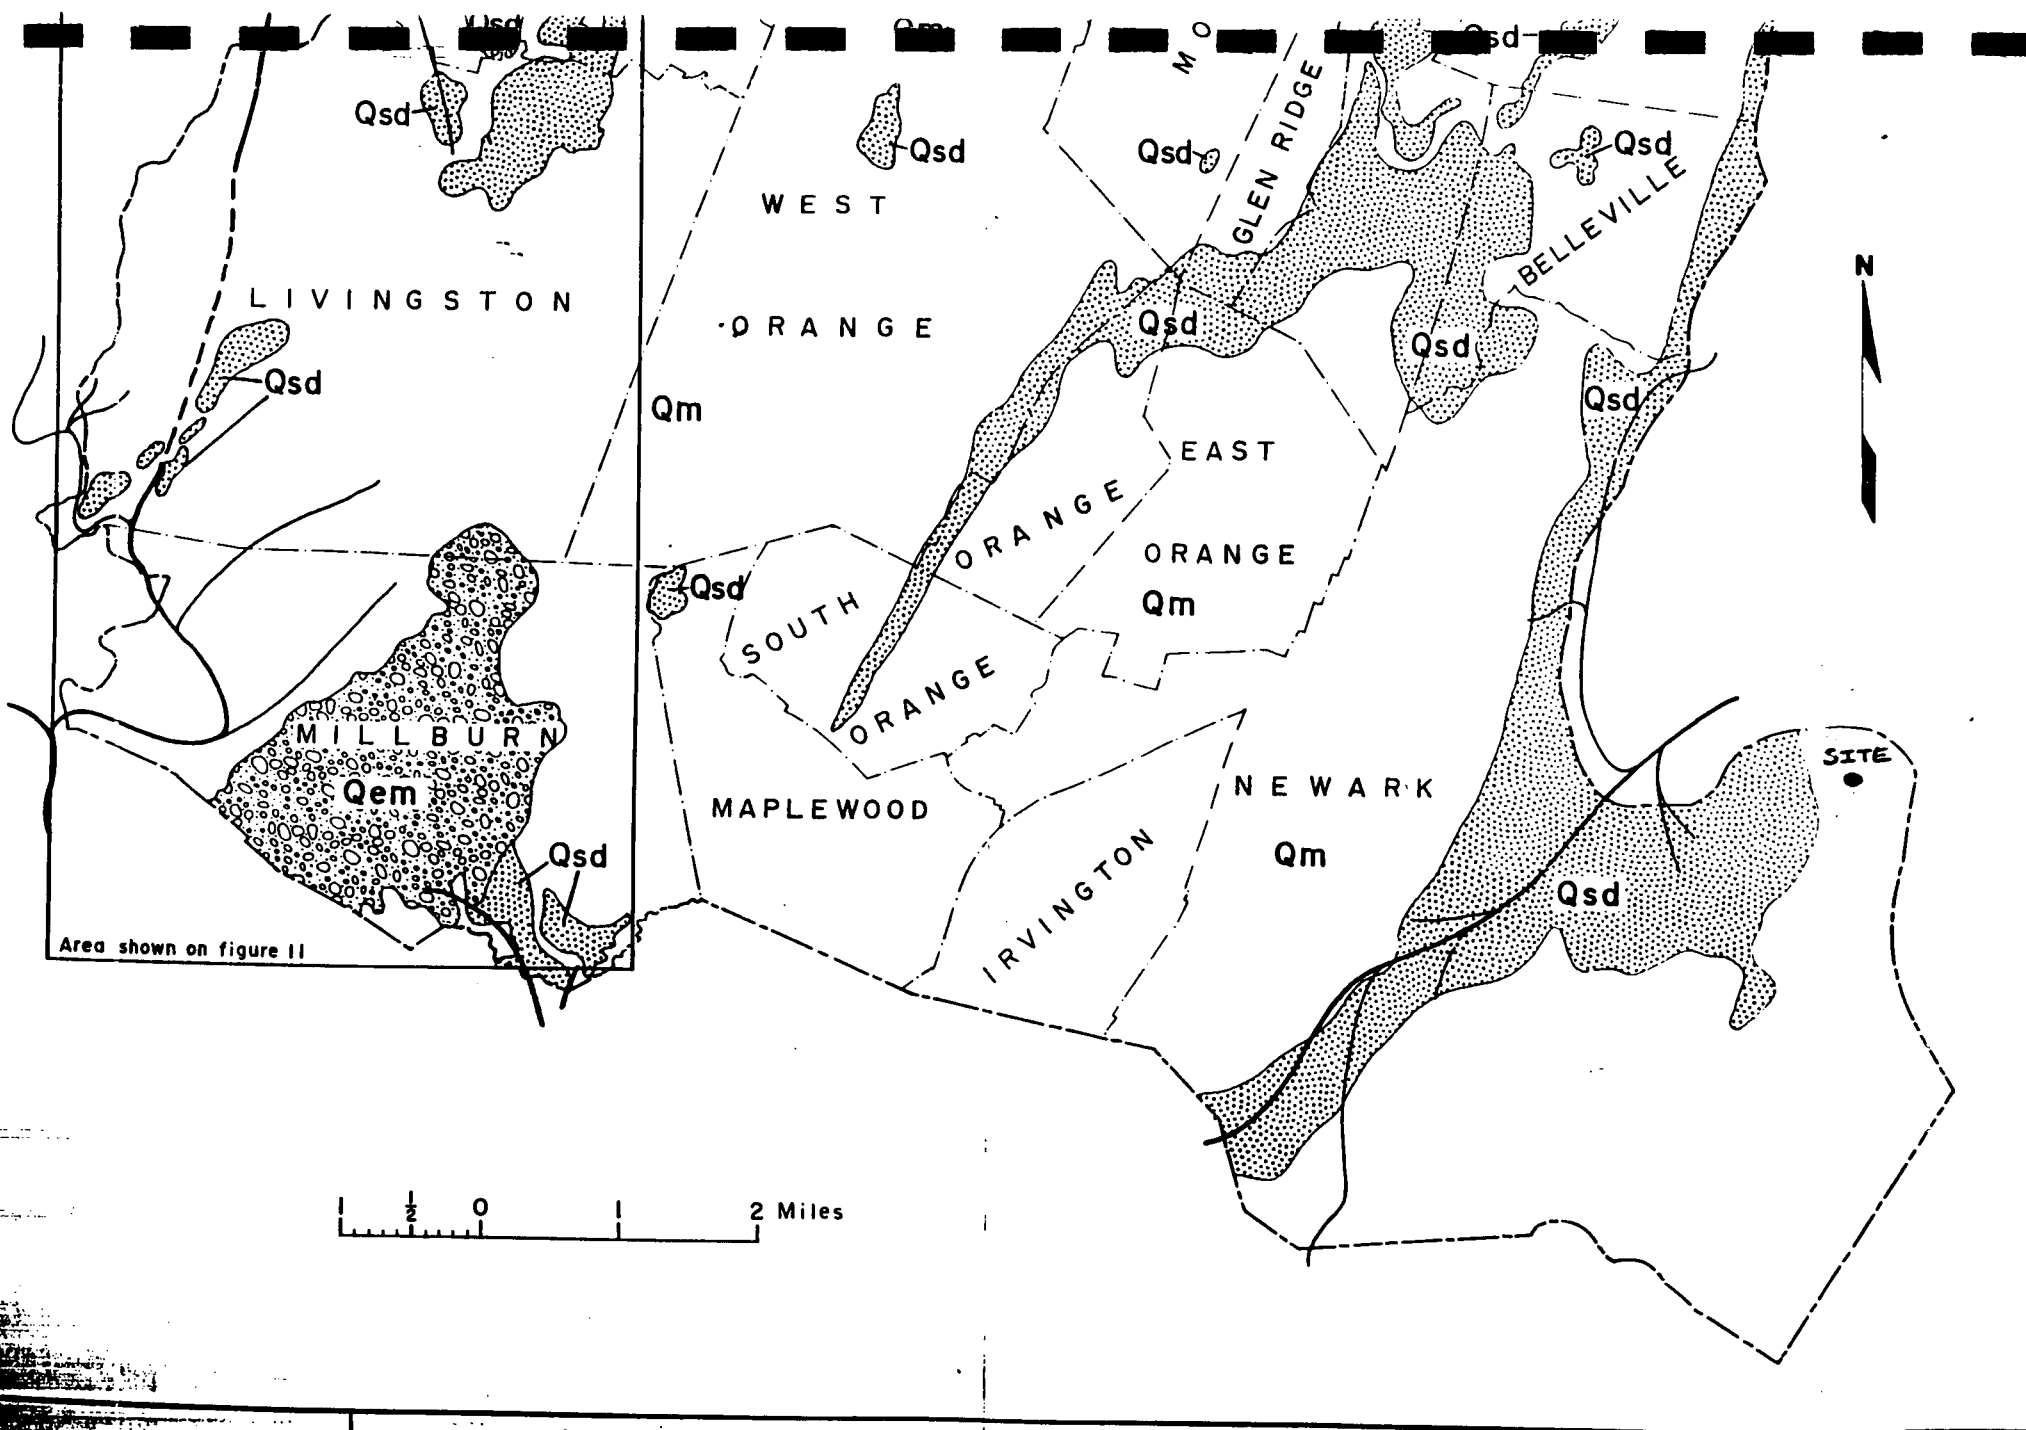 Qsd
Qm
Qsd
M O
GLEN RIDGE
Qsd
Qsd
Qsd
Qsd
BELLEVILLE
WEST
ORANGE
LIVINGSTON
N
Qsd
Qsd
Qsd
Qsd
Qm
EAST
ORANGE
Qm
ORANGE
Qsd
SOUTH
ORANGE
MILLBURN
Qem
MAPLEWOOD
NEWARK
Qm
SITE
IRVINGTON
Qsd
Qsd
Area shown on figure 11
1 ½ 0 1 2 Miles